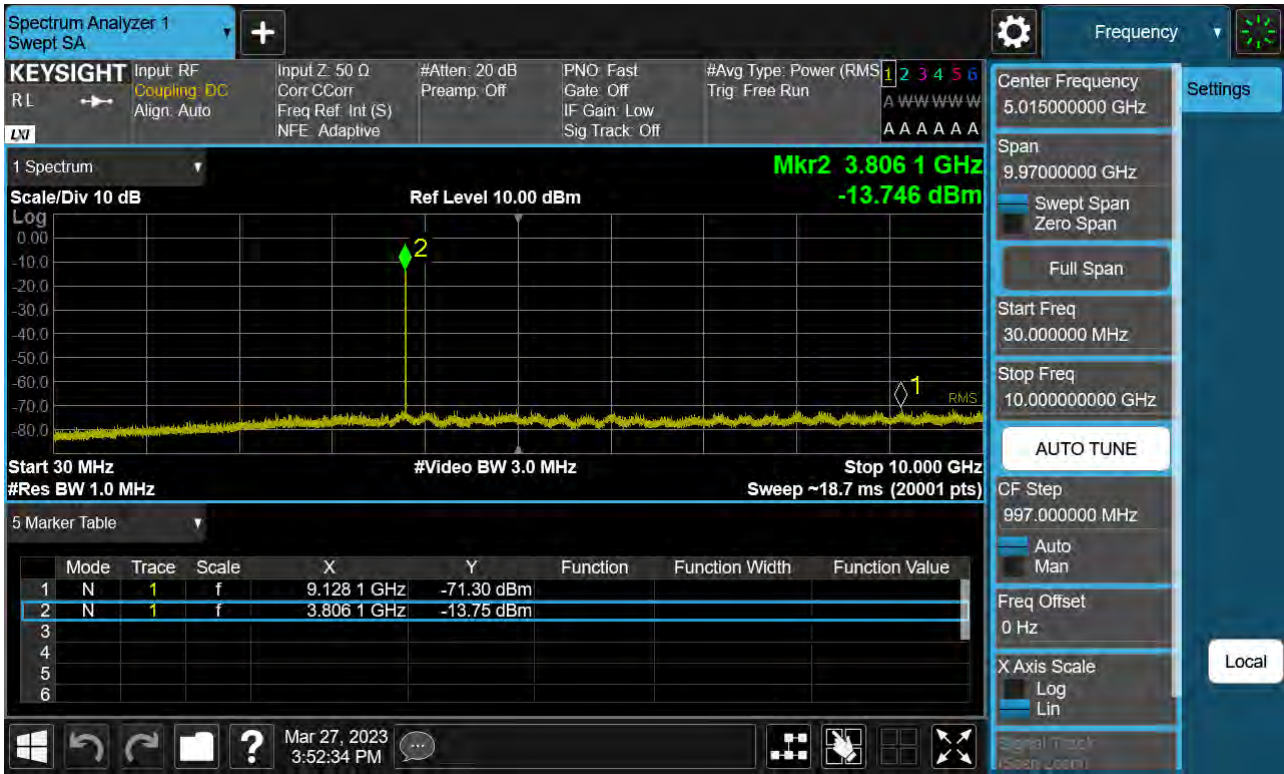 Spectrum Analyzer 1
Swept SA
+
Frequency
KEYSIGHT
RL
LXI
Input: RF
Coupling: DC
Align: Auto
Input Z: 50 Ω
Corr CCorr
Freq Ref: Int (S)
NFE: Adaptive
#Atten: 20 dB
Preamp: Off
PNO: Fast
Gate: Off
IF Gain: Low
Sig Track: Off
#Avg Type: Power (RMS
Trig: Free Run
1 2 3 4 5 6
A W W W W W
A A A A A A
1 Spectrum
Scale/Div 10 dB
Ref Level 10.00 dBm
Mkr2 3.806 1 GHz
-13.746 dBm
Log
0.00
-10.0
-20.0
-30.0
-40.0
-50.0
-60.0
-70.0
-80.0
2
1
RMS
Start 30 MHz
#Video BW 3.0 MHz
Stop 10.000 GHz
#Res BW 1.0 MHz
Sweep ~18.7 ms (20001 pts)
5 Marker Table
Mode Trace Scale X Y Function Function Width Function Value
1 N 1 f 9.128 1 GHz -71.30 dBm
2 N 1 f 3.806 1 GHz -13.75 dBm
3
4
5
6
?
Mar 27, 2023
3:52:34 PM
Center Frequency
5.015000000 GHz
Span
9.97000000 GHz
Swept Span
Zero Span
Full Span
Start Freq
30.000000 MHz
Stop Freq
10.000000000 GHz
AUTO TUNE
CF Step
997.000000 MHz
Auto
Man
Freq Offset
0 Hz
X Axis Scale
Log
Lin
Signal Track
(Span Zoom)
Settings
Local